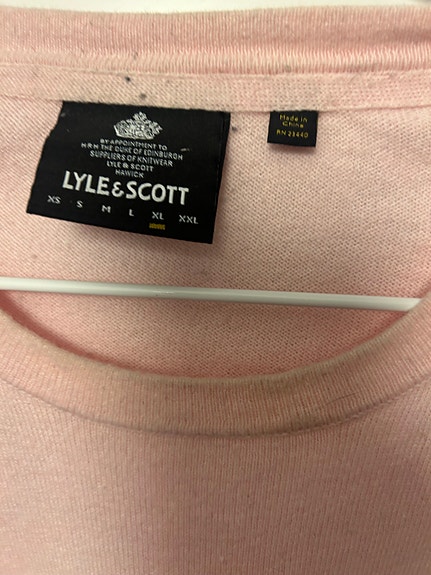 BY APPOINTMENT TO
H R H THE DUKE OF EDINBURGH
SUPPLIERS OF KNITWEAR
LYLE & SCOTT
HAWICK
LYLE & SCOTT
XS S M L XL XXL
Made in
China
RN 23440